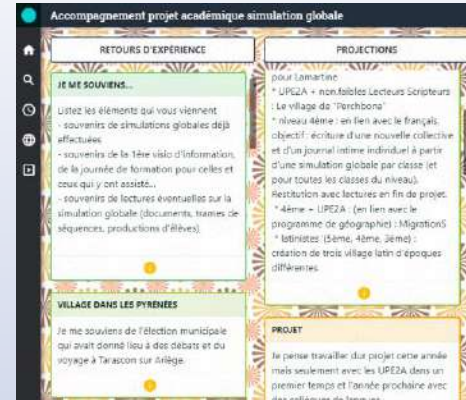 Accompagnement projet académique simulation globale
RETOURS D'EXPÉRIENCE
JE ME SOUVIENS...
Listez les éléments qui vous viennent
- souvenirs de simulations globales déjà
effectuées
- souvenirs de la 1ère visio d'information,
de la journée de formation pour celles et
ceux qui y ont assisté...
- souvenirs de lectures éventuelles sur la
simulation globale (documents, trames de
séquences, productions d'élèves)
VILLAGE DANS LES PYRÉNÉES
Je me souviens de l'élection municipale
qui avait donné lieu à des débats et du
voyage à Tarascon sur Ariège.
PROJECTIONS
pour Lamartine
* UPE2A + non,faibles Lecteurs Scripteurs
: Le village de "Perchbona"
* niveau 4ème : en lien avec le français,
objectif : écriture d'une nouvelle collective
et d'un journal intime individuel à partir
d'une simulation globale par classe (et
pour toutes les classes du niveau).
Restitution avec lectures en fin de projet.
* 4ème + UPE2A : (en lien avec le
programme de géographie) : MigrationS
* latinistes (5ème, 4ème, 3ème) :
création de trois village latin d'époques
différentes
PROJET
Je pense travailler dur projet cette année
mais seulement avec les UPE2A dans un
premier temps et l'année prochaine avec
des collègues de langues